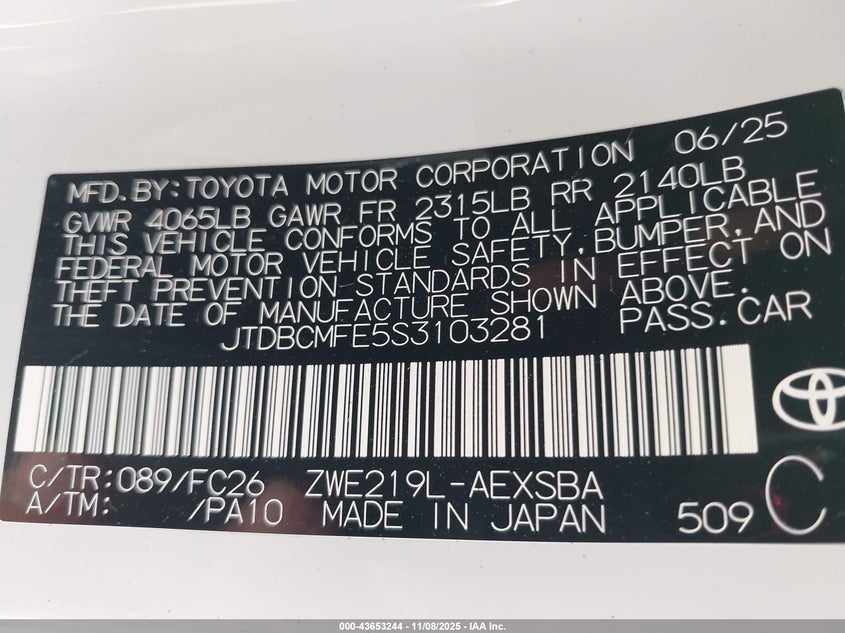 MFD.BY:TOYOTA MOTOR CORPORATION 06/25
GVWR 4065LB GAWR FR 2315LB RR 2140LB
THIS VEHICLE CONFORMS TO ALL APPLICABLE
FEDERAL MOTOR VEHICLE SAFETY,BUMPER,AND
THEFT PREVENTION STANDARDS IN EFFECT ON
THE DATE OF MANUFACTURE SHOWN ABOVE.
JTDBCMFE5S3103281 PASS.CAR
C/TR:089/FC26 ZWE219L-AEXSBA
A/TM: /PA10 MADE IN JAPAN 509 C
000-43653244 - 11/08/2025 - IAA Inc.